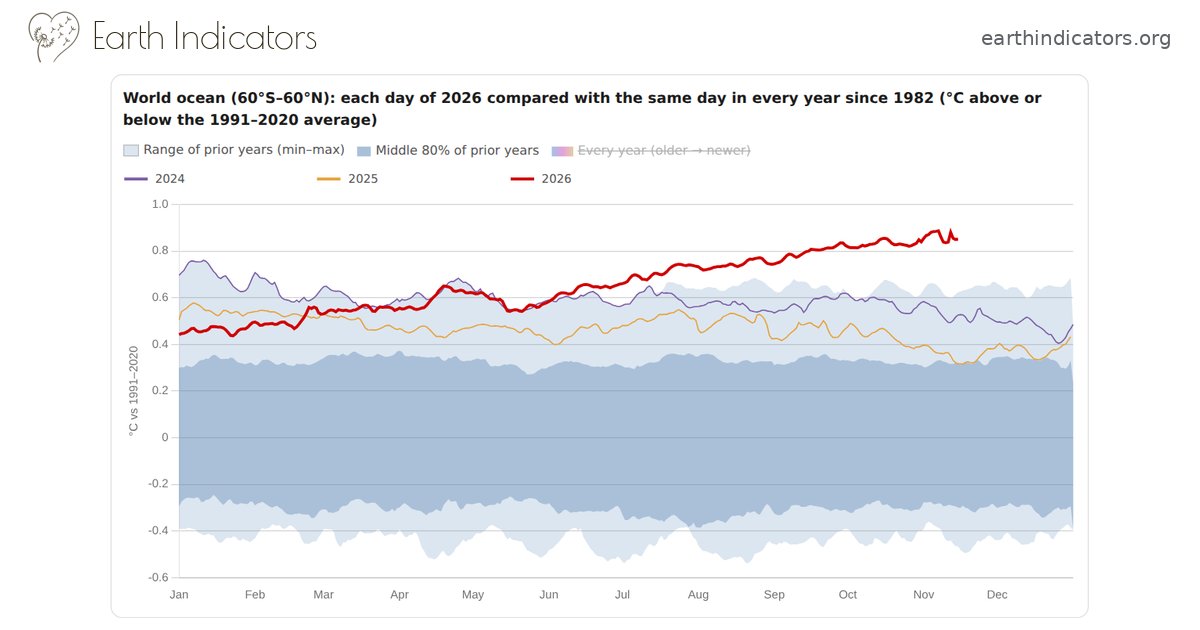 Earth Indicators
earthindicators.org
World ocean (60°S–60°N): each day of 2026 compared with the same day in every year since 1982 (°C above or
below the 1991–2020 average)
Range of prior years (min–max) Middle 80% of prior years Every year (older → newer)
2024 2025 2026
1.0
0.8
0.6
0.4
0.2
0
-0.2
-0.4
-0.6
°C vs 1991–2020
Jan Feb Mar Apr May Jun Jul Aug Sep Oct Nov Dec